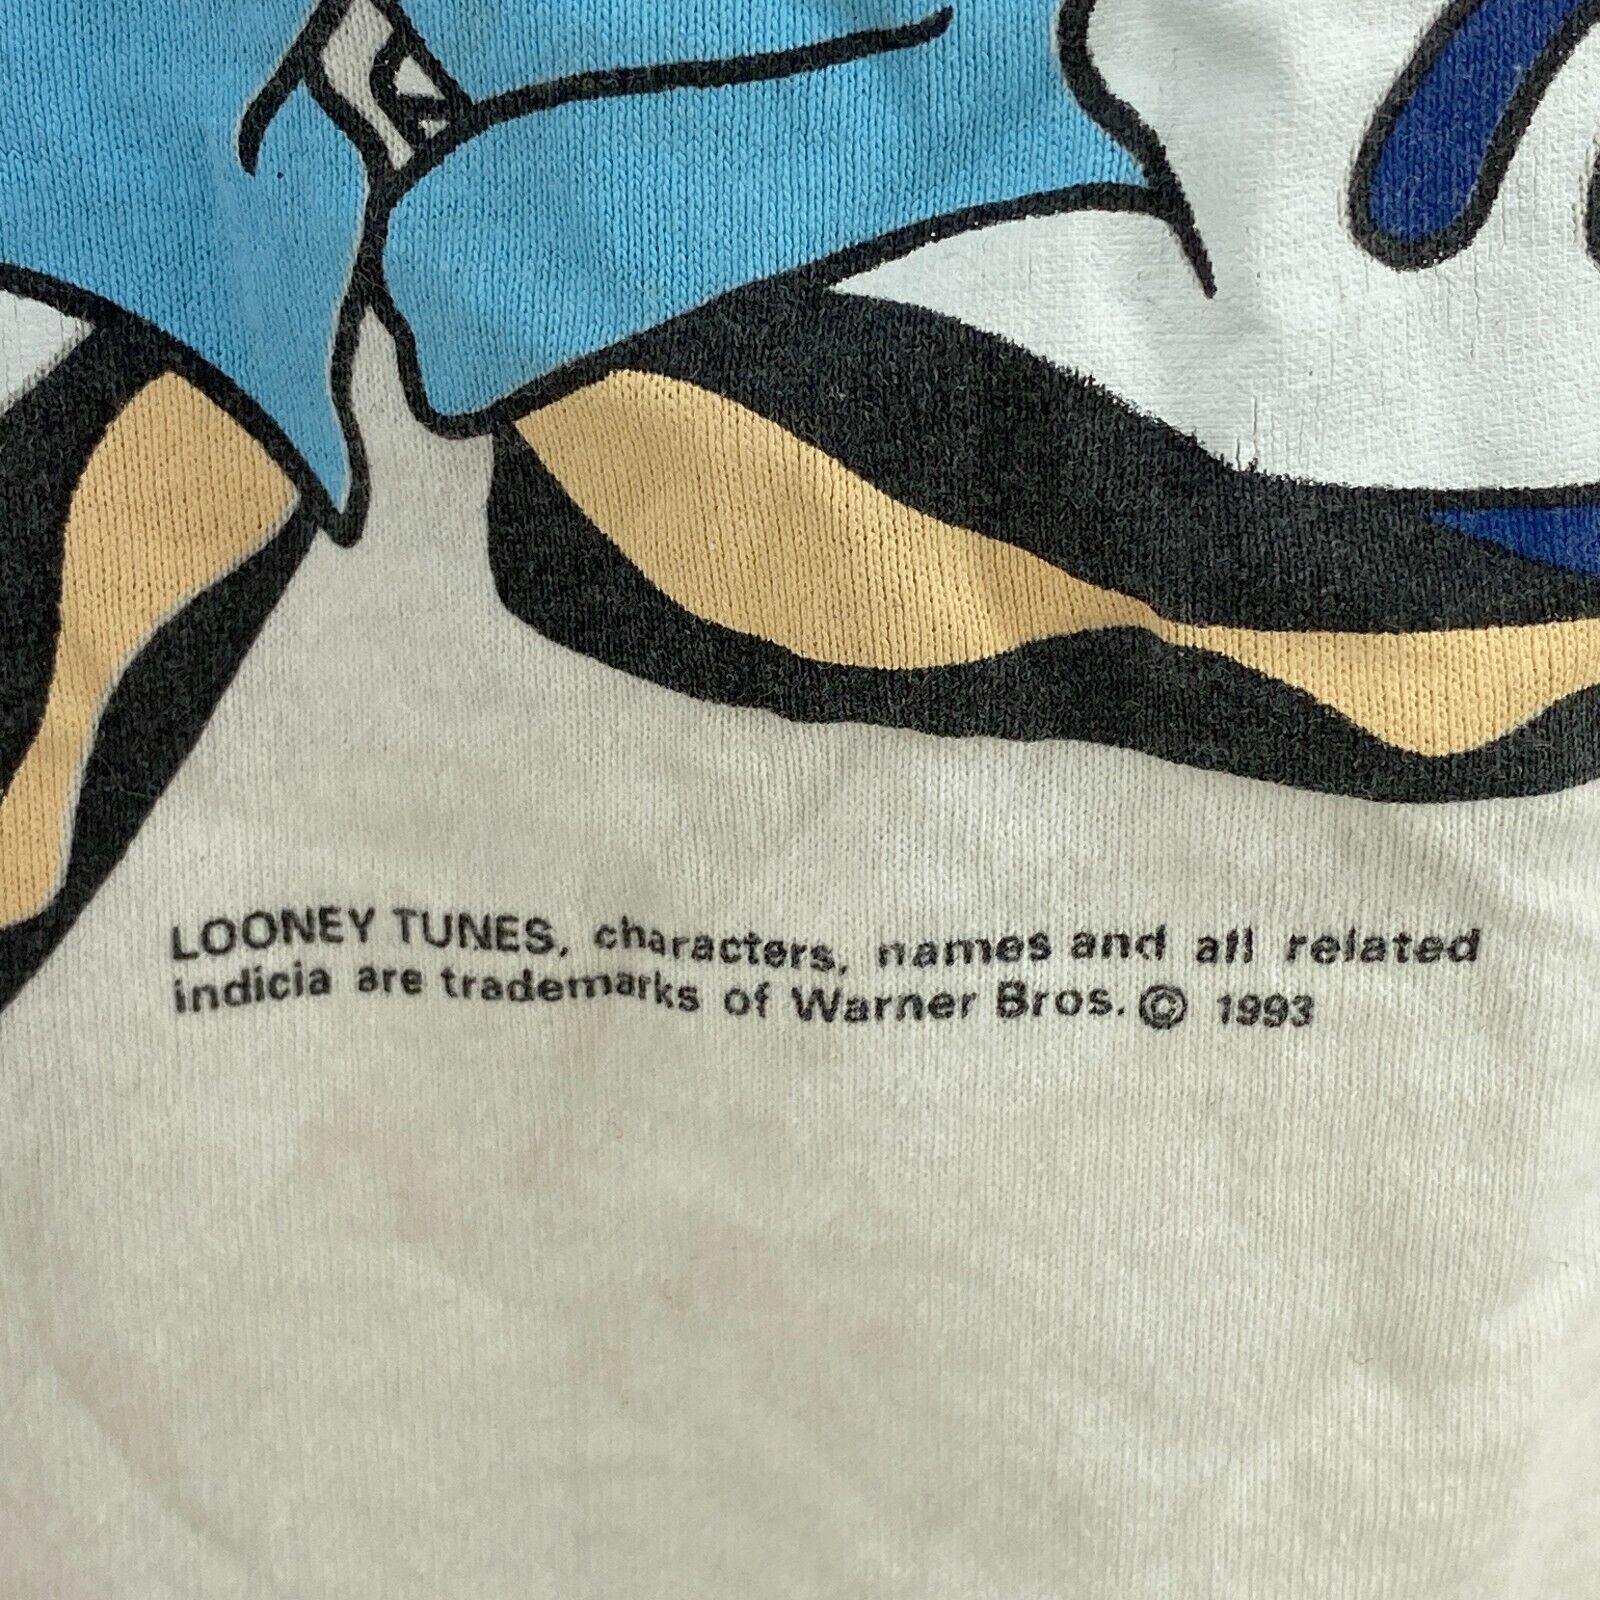 LOONEY TUNES, characters, names and all related
indicia are trademarks of Warner Bros. © 1993